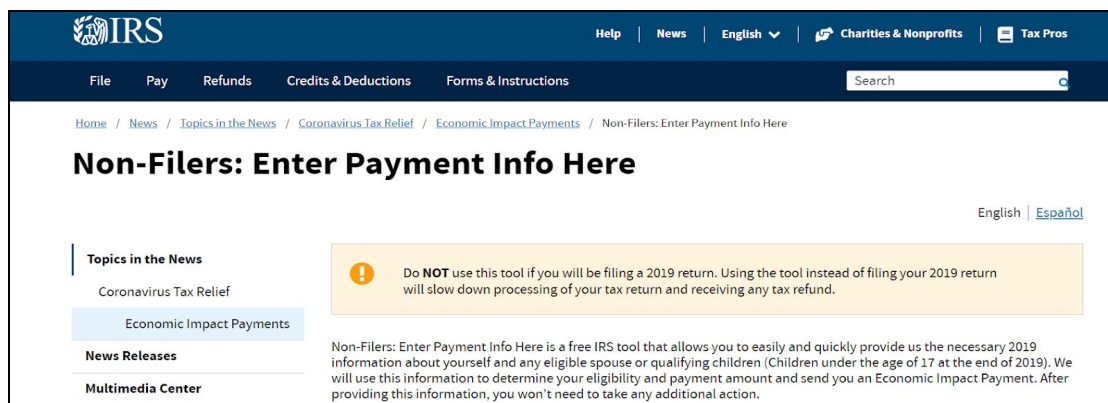 IRS
Help | News | English | Charities & Nonprofits | Tax Pros
File Pay Refunds Credits & Deductions Forms & Instructions Search
Home / News / Topics in the News / Coronavirus Tax Relief / Economic Impact Payments / Non-Filers: Enter Payment Info Here
Non-Filers: Enter Payment Info Here
English | Español
Topics in the News
Coronavirus Tax Relief
Economic Impact Payments
News Releases
Multimedia Center
Do NOT use this tool if you will be filing a 2019 return. Using the tool instead of filing your 2019 return
will slow down processing of your tax return and receiving any tax refund.
Non-Filers: Enter Payment Info Here is a free IRS tool that allows you to easily and quickly provide us the necessary 2019
information about yourself and any eligible spouse or qualifying children (Children under the age of 17 at the end of 2019). We
will use this information to determine your eligibility and payment amount and send you an Economic Impact Payment. After
providing this information, you won't need to take any additional action.